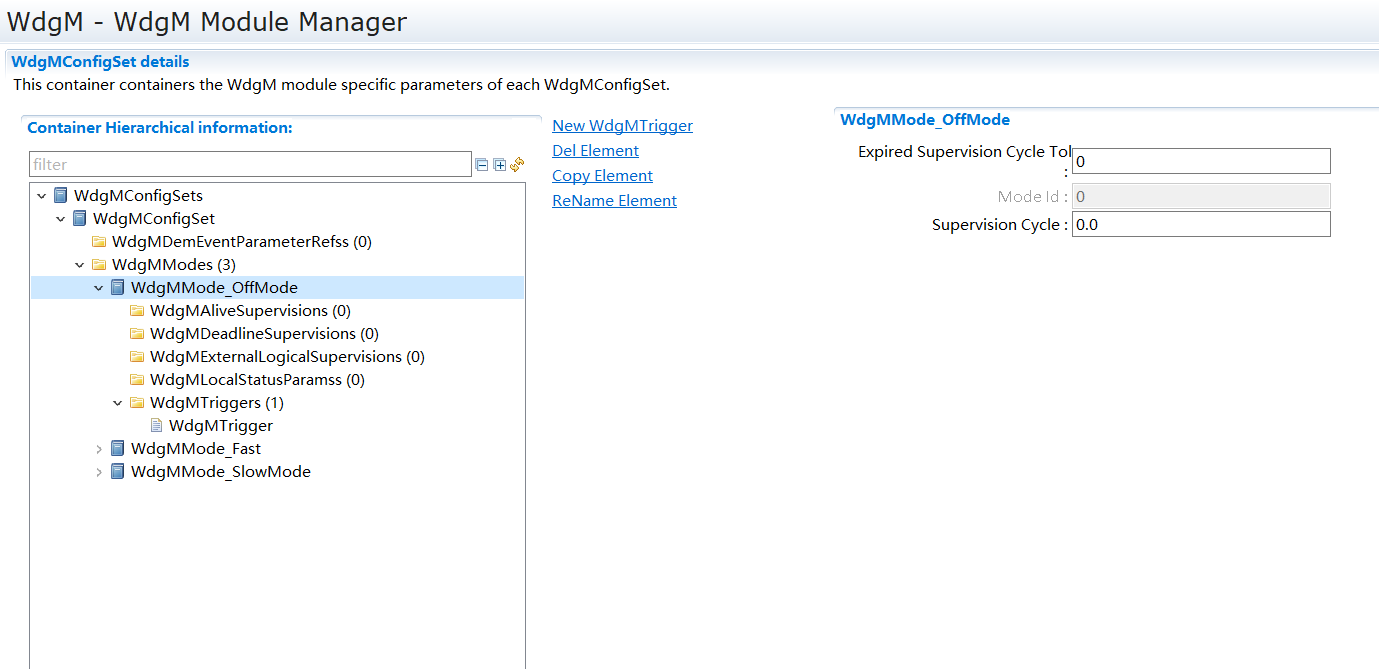 WdgM - WdgM Module Manager
WdgMConfigSet details
This container containers the WdgM module specific parameters of each WdgMConfigSet.
Container Hierarchical information:
filter
WdgMConfigSets
WdgMConfigSet
WdgMDemEventParameterRefss (0)
WdgMModes (3)
WdgMMode_OffMode
WdgMAliveSupervisions (0)
WdgMDeadlineSupervisions (0)
WdgMExternalLogicalSupervisions (0)
WdgMLocalStatusParamss (0)
WdgMTriggers (1)
WdgMTrigger
WdgMMode_Fast
WdgMMode_SlowMode
New WdgMTrigger
Del Element
Copy Element
ReName Element
WdgMMode_OffMode
Expired Supervision Cycle Tol
: 0
Mode Id : 0
Supervision Cycle : 0.0